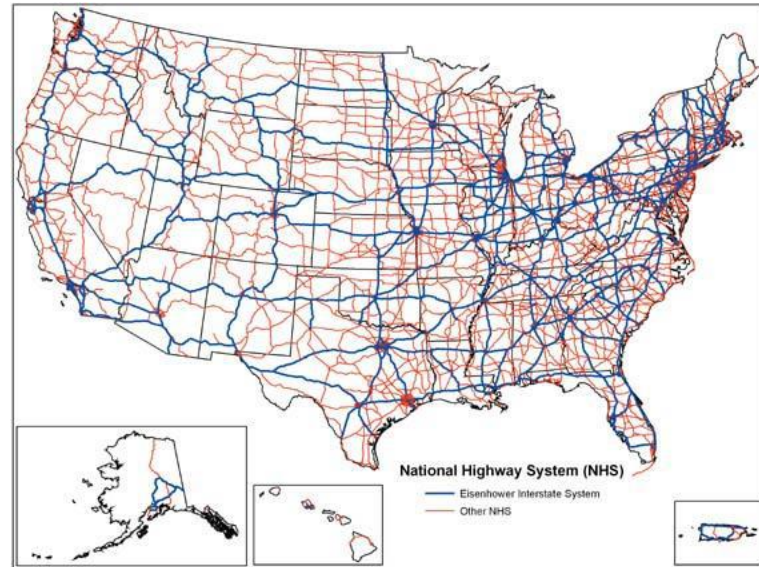 National Highway System (NHS)
Eisenhower Interstate System
Other NHS